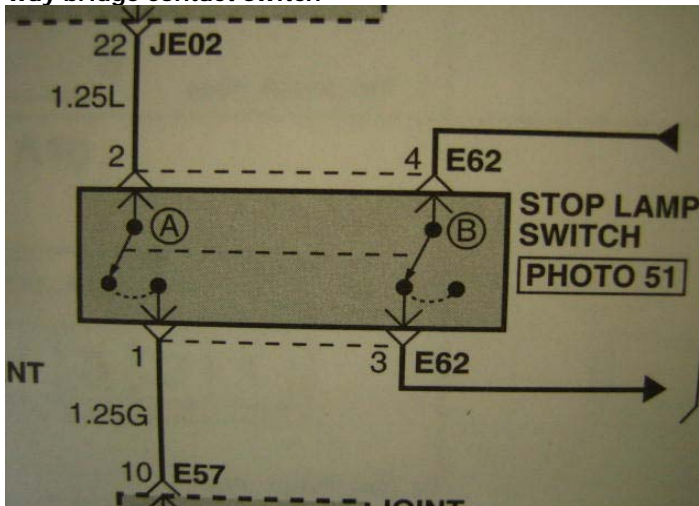 22 JE02
1.25L
2
4 E62
A
B
STOP LAMP
SWITCH
PHOTO 51
1
3 E62
NT
1.25G
10 E57
JOINT